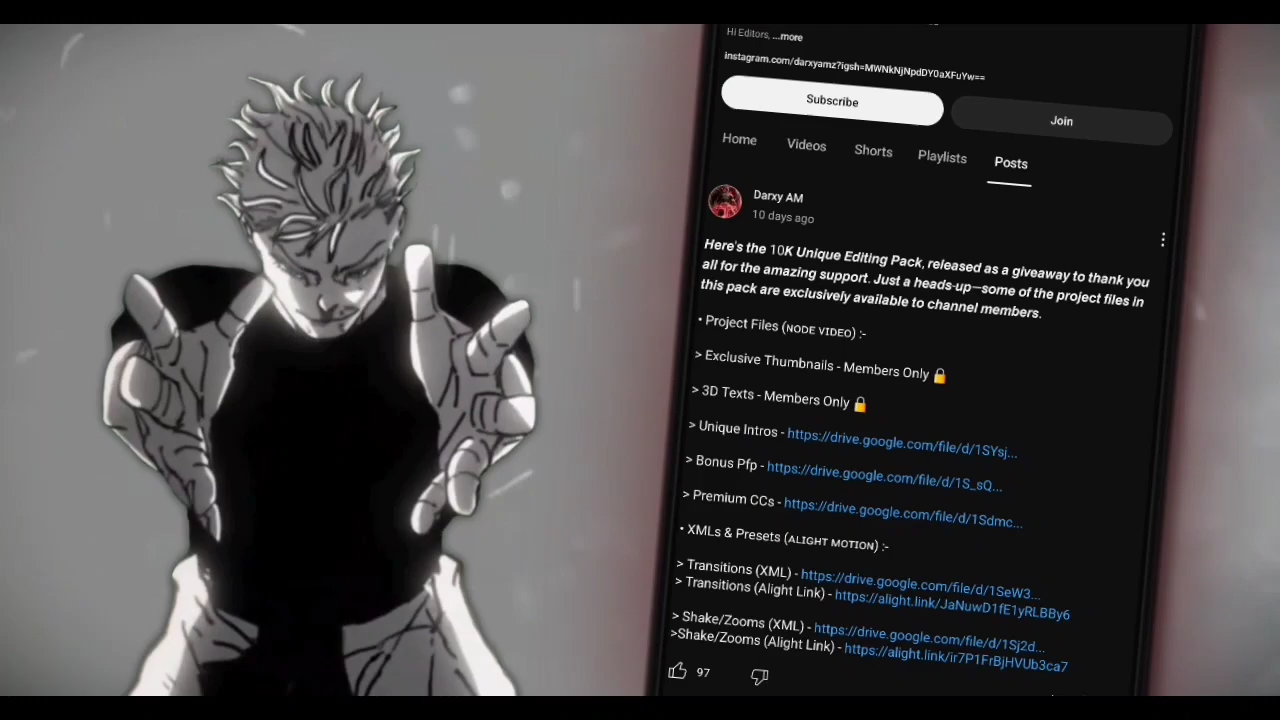 Hi Editors, ...more
instagram.com/darxyamz?igsh=MWNkNjNpdDY0aXFuYw==
Subscribe
Join
Home
Videos
Shorts
Playlists
Posts
Darxy AM
10 days ago
Here's the 10K Unique Editing Pack, released as a giveaway to thank you
all for the amazing support. Just a heads-up—some of the project files in
this pack are exclusively available to channel members.
• Project Files (ɴᴏᴅᴇ ᴠɪᴅᴇᴏ) :-
> Exclusive Thumbnails - Members Only 🔒
> 3D Texts - Members Only 🔒
> Unique Intros - https://drive.google.com/file/d/1SYsj...
> Bonus Pfp - https://drive.google.com/file/d/1S_sQ...
> Premium CCs - https://drive.google.com/file/d/1Sdmc...
• XMLs & Presets (ᴀʟɪɢʜᴛ ᴍᴏᴛɪᴏɴ) :-
> Transitions (XML) - https://drive.google.com/file/d/1SeW3...
> Transitions (Alight Link) - https://alight.link/JaNuwD1fE1yRLBBy6
> Shake/Zooms (XML) - https://drive.google.com/file/d/1Sj2d...
>Shake/Zooms (Alight Link) - https://alight.link/ir7P1FrBjHVUb3ca7
97